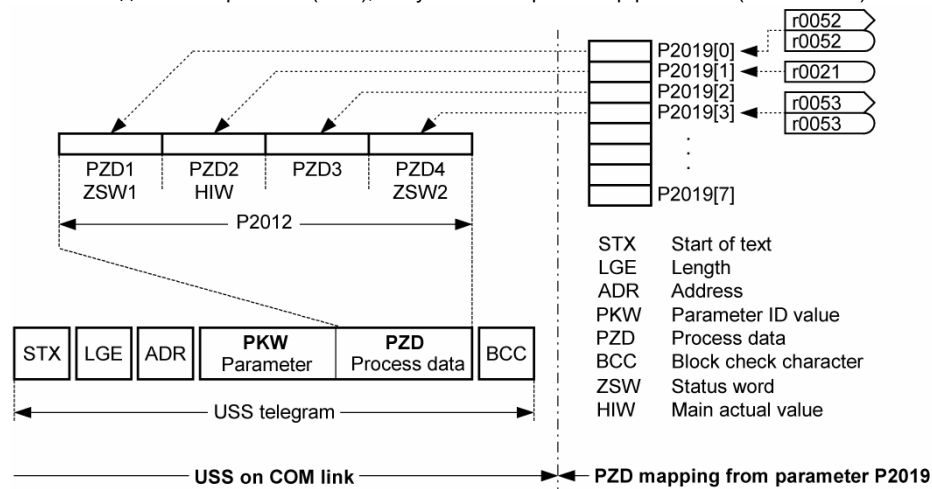 r0052
r0052
P2019[0]
P2019[1]
r0021
P2019[2]
r0053
P2019[3]
r0053
PZD1 PZD2 PZD3 PZD4
ZSW1 HIW ZSW2
P2019[7]
P2012
STX Start of text
LGE Length
ADR Address
PKW Parameter ID value
PZD Process data
BCC Block check character
ZSW Status word
HIW Main actual value
STX LGE ADR PKW PZD BCC
Parameter Process data
USS telegram
USS on COM link PZD mapping from parameter P2019